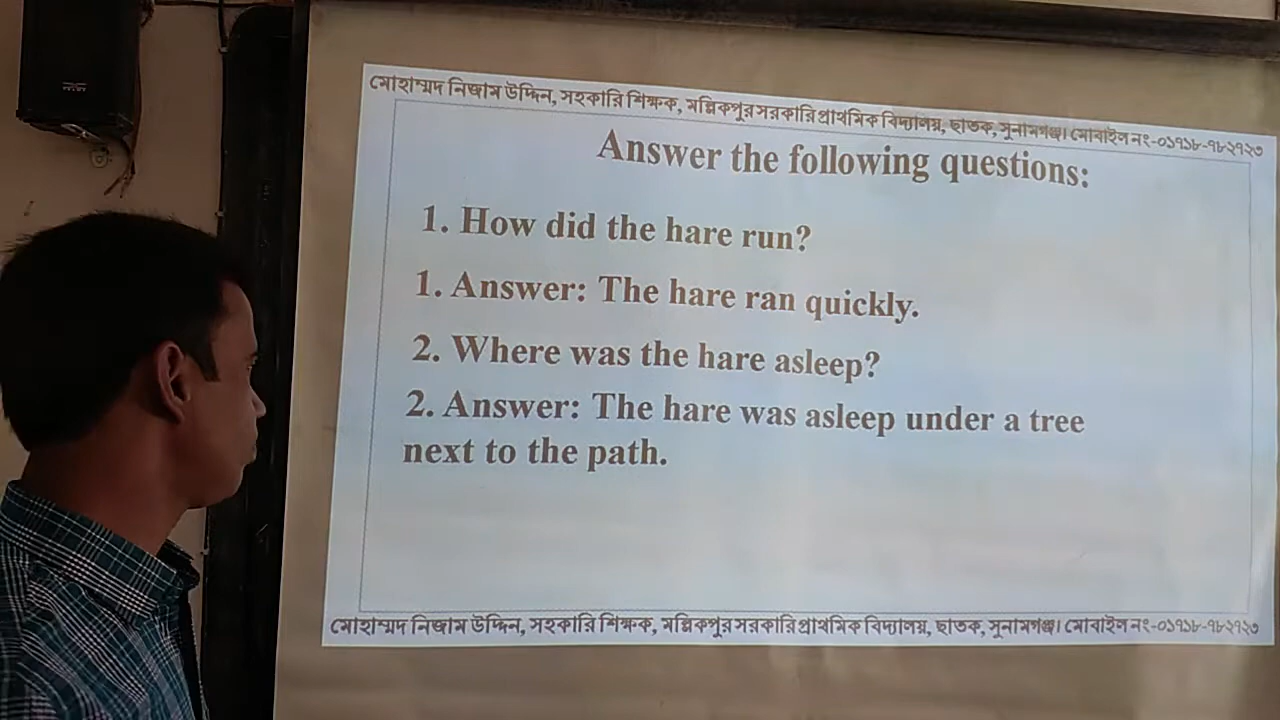 মোহাম্মদ নিজাম উদ্দিন, সহকারি শিক্ষক, মল্লিকপুর সরকারি প্রাথমিক বিদ্যালয়, ছাতক, সুনামগঞ্জ। মোবাইল নং-০১৭১৮-৭৮২৭২৩
Answer the following questions:
1. How did the hare run?
1. Answer: The hare ran quickly.
2. Where was the hare asleep?
2. Answer: The hare was asleep under a tree
next to the path.
মোহাম্মদ নিজাম উদ্দিন, সহকারি শিক্ষক, মল্লিকপুর সরকারি প্রাথমিক বিদ্যালয়, ছাতক, সুনামগঞ্জ। মোবাইল নং-০১৭১৮-৭৮২৭২৩